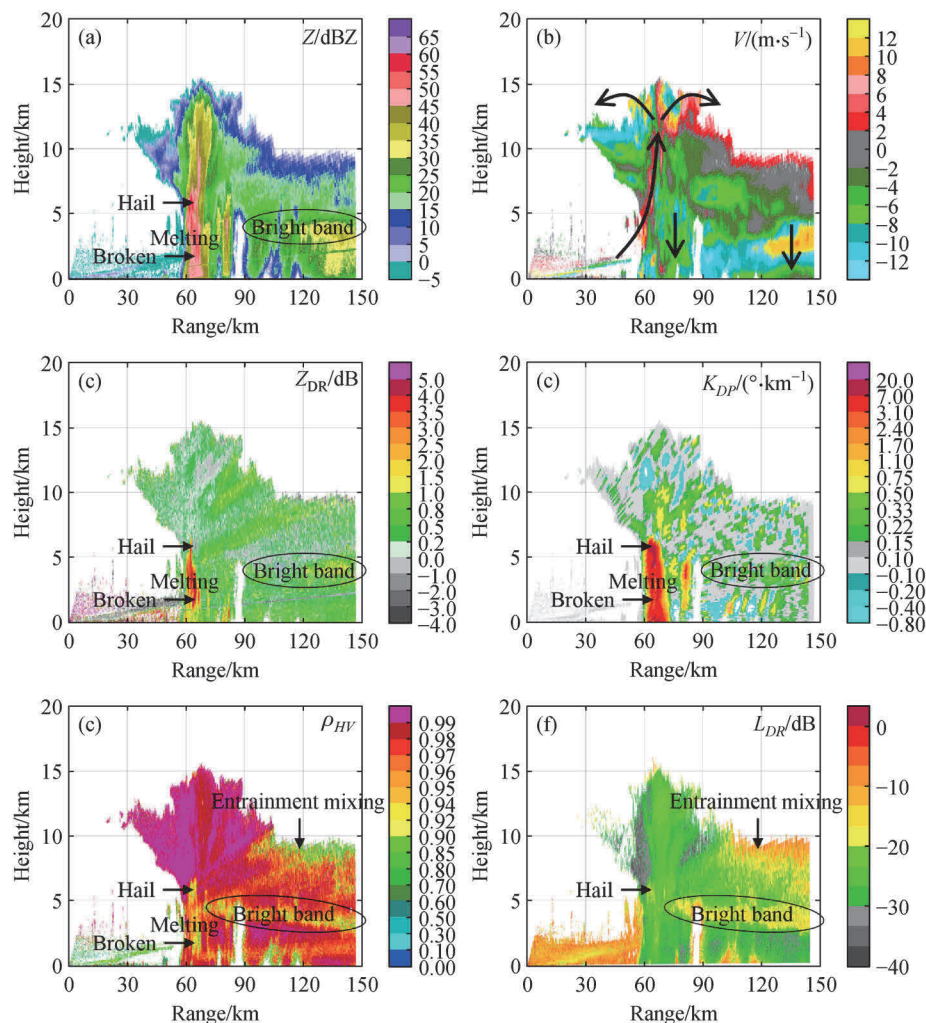 20
(a)
Z/dBZ
15
10
5
0
Height/km
Hail
Melting
Broken
Bright band
0 30 60 90 120 150
Range/km
65
60
55
50
45
40
35
30
25
20
15
10
5
0
−5
20
(b)
V/(m·s⁻¹)
15
10
5
0
Height/km
0 30 60 90 120 150
Range/km
12
10
8
6
4
2
0
−2
−4
−6
−8
−10
−12
20
(c)
Z_DR/dB
15
10
5
0
Height/km
Hail
Melting
Broken
Bright band
0 30 60 90 120 150
Range/km
5.0
4.0
3.5
3.0
2.5
2.0
1.5
1.0
0.8
0.5
0.2
−1.0
−2.0
−3.0
−4.0
20
(c)
K_DP/(°·km⁻¹)
15
10
5
0
Height/km
Hail
Melting
Broken
Bright band
0 30 60 90 120 150
Range/km
20.0
7.00
3.10
2.40
1.70
1.10
0.75
0.50
0.33
0.22
0.15
−0.10
−0.20
−0.40
−0.80
20
(c)
ρ_HV
15
10
5
0
Height/km
Entrainment mixing
Hail
Bright band
Melting
Broken
0 30 60 90 120 150
Range/km
0.99
0.98
0.97
0.96
0.95
0.94
0.92
0.90
0.85
0.80
0.70
0.60
0.50
0.30
0.10
0.00
20
(f)
L_DR/dB
15
10
5
0
Height/km
Entrainment mixing
Hail
Bright band
0 30 60 90 120 150
Range/km
0
−10
−20
−30
−40